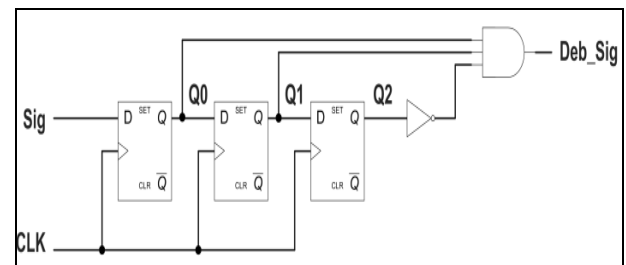 Deb_Sig
Q0 Q1 Q2
Sig
D SET Q D SET Q D SET Q
CLR Q̅ CLR Q̅ CLR Q̅
CLK